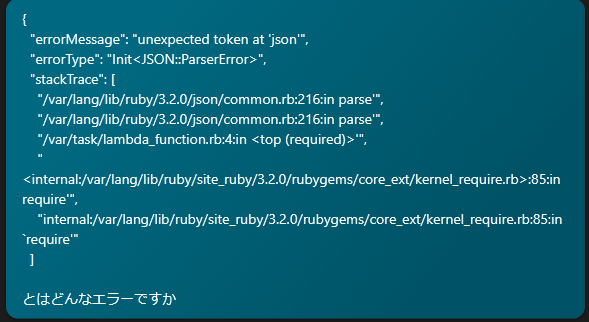 {
"errorMessage": "unexpected token at 'json'",
"errorType": "Init<JSON::ParserError>",
"stackTrace": [
"/var/lang/lib/ruby/3.2.0/json/common.rb:216:in parse'",
"/var/lang/lib/ruby/3.2.0/json/common.rb:216:in parse'",
"/var/task/lambda_function.rb:4:in <top (required)>'",
"
<internal:/var/lang/lib/ruby/site_ruby/3.2.0/rubygems/core_ext/kernel_require.rb>:85:in
require'",
"internal:/var/lang/lib/ruby/site_ruby/3.2.0/rubygems/core_ext/kernel_require.rb:85:in
`require'"
]
とはどんなエラーですか